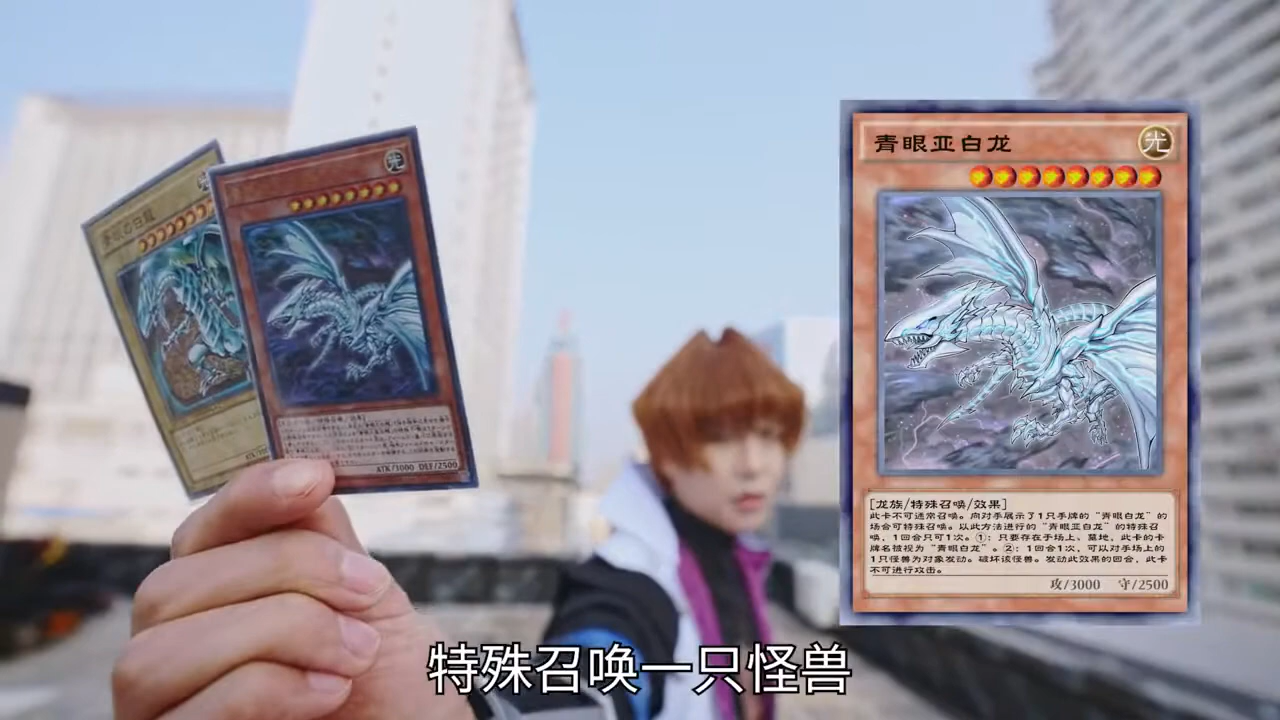 青眼の白龍
光
ATK/3000 DEF/2500
青眼亚白龙
光
[龙族/特殊召唤/效果]
此卡不可通常召唤。向对手展示了1只手牌的“青眼白龙”的
场合可特殊召唤。以此方法进行的“青眼亚白龙”的特殊召
唤，1回合只可1次。①：只要存在于场上、墓地，此卡的卡
牌名被视为“青眼白龙”。②：1回合1次，可以对手场上的
1只怪兽为对象发动。破坏该怪兽。发动此效果的回合，此卡
不可进行攻击。
攻/3000 守/2500
特殊召唤一只怪兽